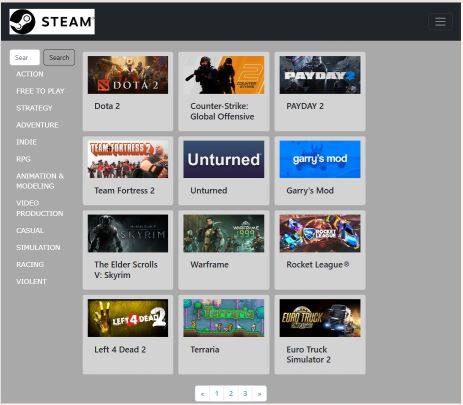 STEAM
Sear
Search
ACTION
FREE TO PLAY
STRATEGY
ADVENTURE
INDIE
RPG
ANIMATION &
MODELING
VIDEO
PRODUCTION
CASUAL
SIMULATION
RACING
VIOLENT
DOTA 2
Dota 2
2
Counter-Strike:
Global Offensive
PAYDAY 2
PAYDAY 2
TEAM FORTRESS 2
Team Fortress 2
Unturned
Unturned
garry's mod
Garry's Mod
SKYRIM
The Elder Scrolls
V: Skyrim
WARFRAME
1999
Warframe
ROCKET
LEAGUE
Rocket League®
LEFT 4 DEAD 2
Left 4 Dead 2
Terraria
Terraria
EURO TRUCK
Euro Truck
Simulator 2
« 1 2 3 »